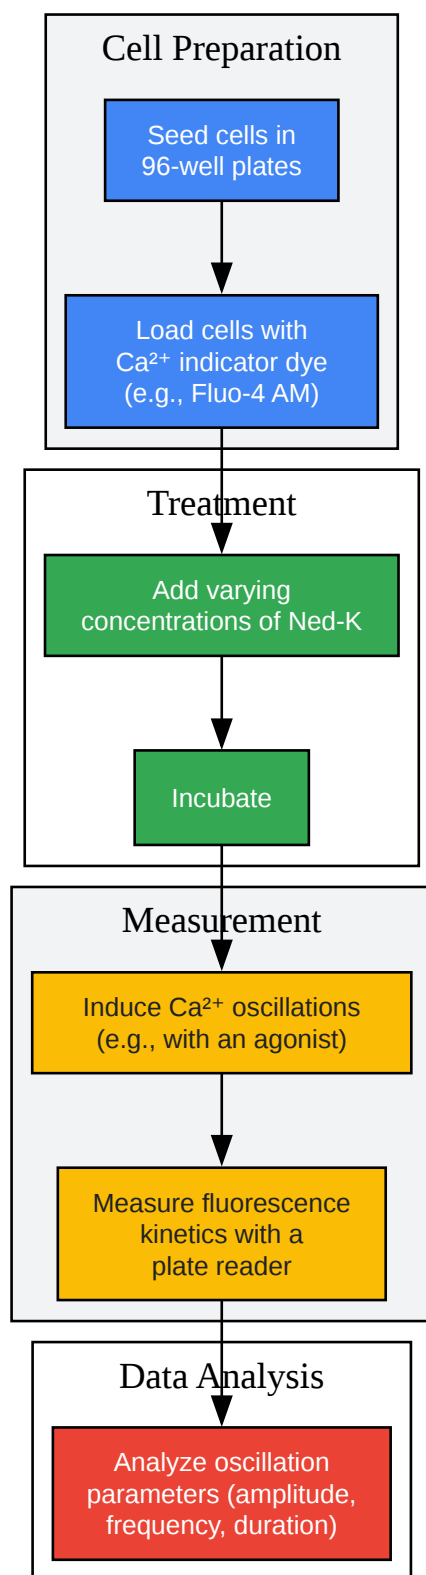 Cell Preparation
Seed cells in
96-well plates
Load cells with
Ca²⁺ indicator dye
(e.g., Fluo-4 AM)
Treatment
Add varying
concentrations of Ned-K
Incubate
Measurement
Induce Ca²⁺ oscillations
(e.g., with an agonist)
Measure fluorescence
kinetics with a
plate reader
Data Analysis
Analyze oscillation
parameters (amplitude,
frequency, duration)